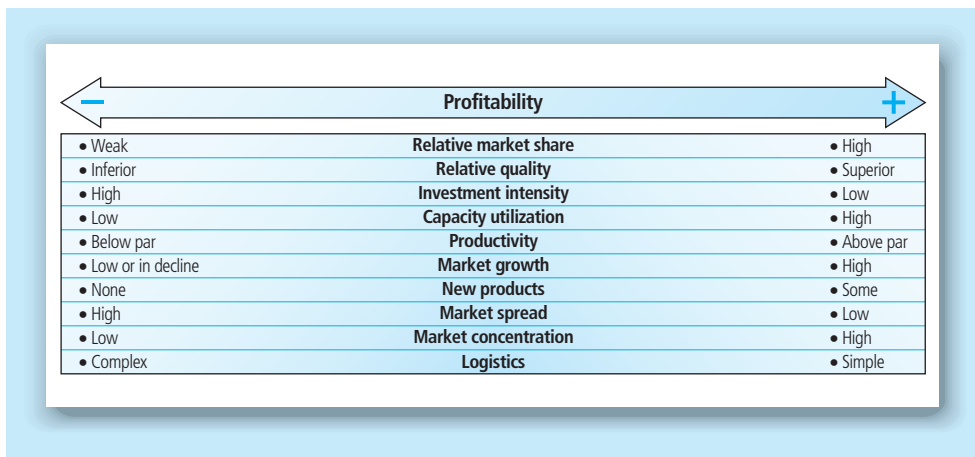 − Profitability +
• Weak Relative market share • High
• Inferior Relative quality • Superior
• High Investment intensity • Low
• Low Capacity utilization • High
• Below par Productivity • Above par
• Low or in decline Market growth • High
• None New products • Some
• High Market spread • Low
• Low Market concentration • High
• Complex Logistics • Simple